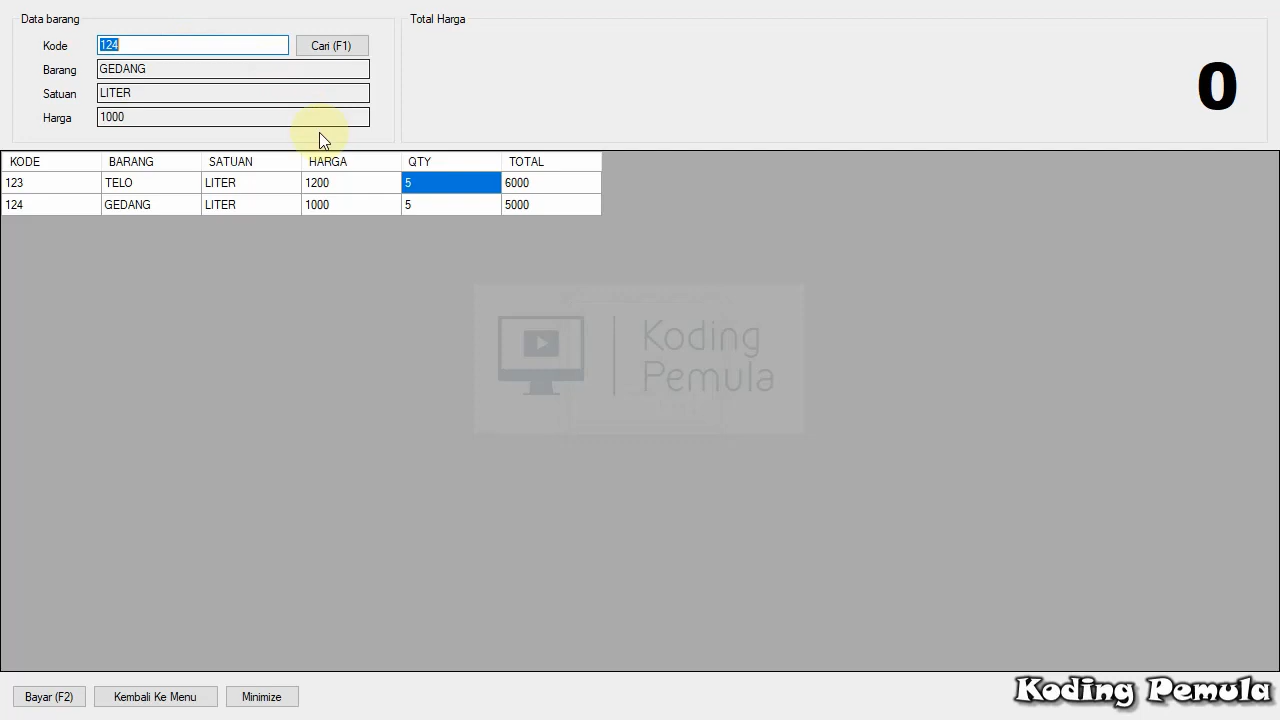 Data barang
Kode 124 Cari (F1)
Barang GEDANG
Satuan LITER
Harga 1000
Total Harga
0
KODE BARANG SATUAN HARGA QTY TOTAL
123 TELO LITER 1200 5 6000
124 GEDANG LITER 1000 5 5000
Koding
Pemula
Bayar (F2) Kembali Ke Menu Minimize
Koding Pemula